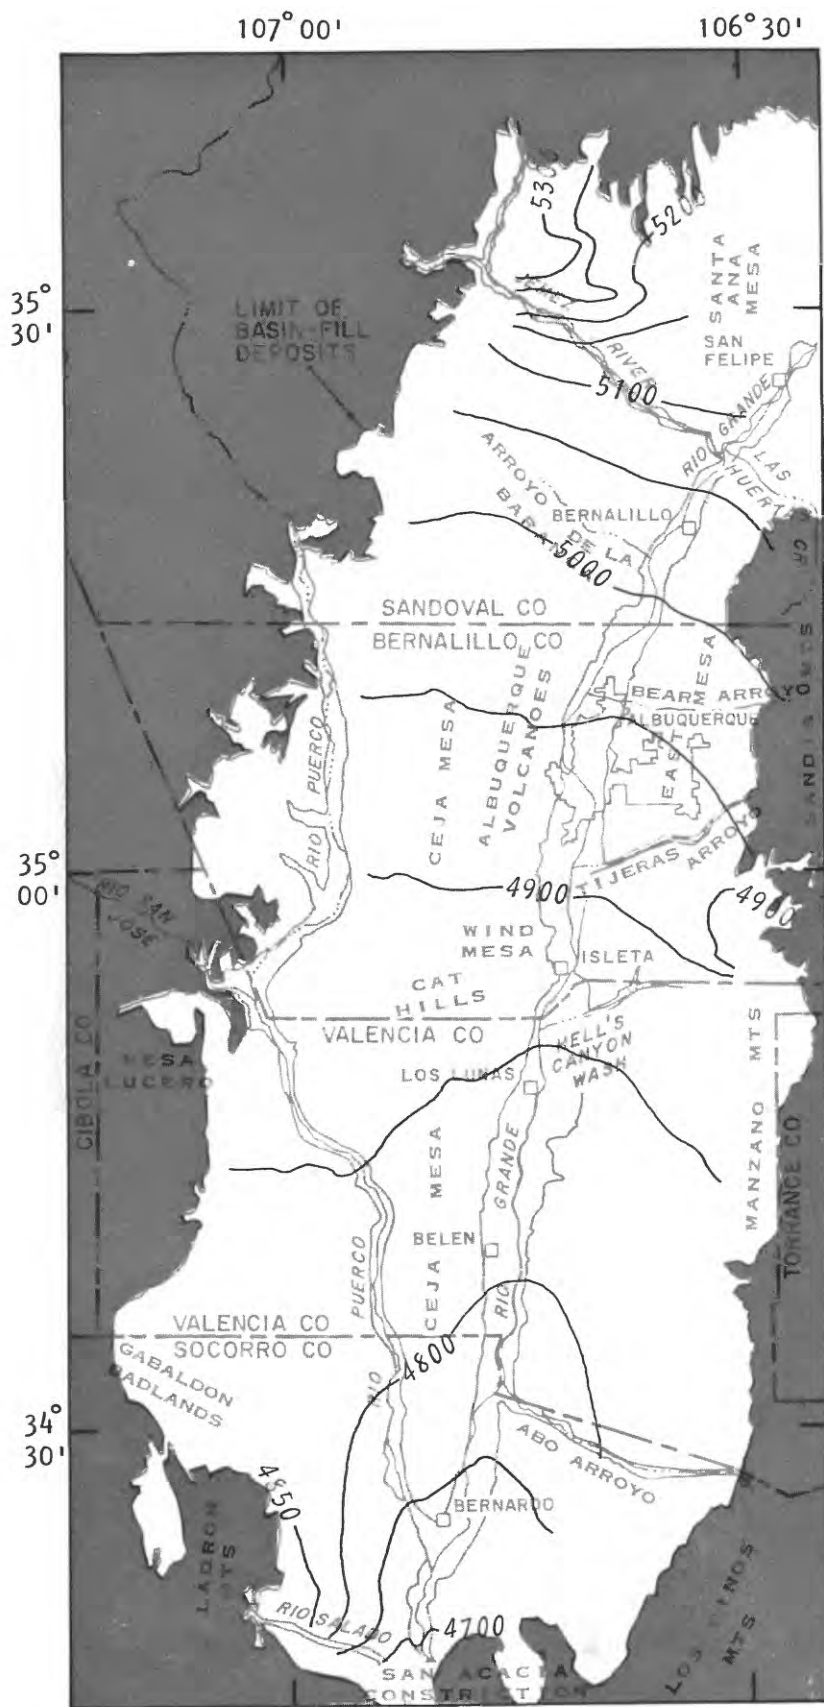 107° 00'
106° 30'
5300
5200
SANTA
ANA
MESA
35°
30'
LIMIT OF
BASIN-FILL
DEPOSITS
JEMEZ
RIVER
SAN
FELIPE
5100
RIO GRANDE
LAS
HUERTAS CR
ARROYO
DE LA
BERNALILLO
5000
SANDOVAL CO
BERNALILLO CO
EAST MESA
SANDIA MTS
BEAR ARROYO
ALBUQUERQUE
ALBUQUERQUE
VOLCANOES
CEJA MESA
RIO PUERCO
TIJERAS ARROYO
35°
00'
RIO SAN
JOSE
4900
4900
WIND
MESA
ISLETA
CAT
HILLS
VALENCIA CO
HELL'S
CANYON
WASH
LOS LUNAS
MESA
LUCERO
CIBOLA CO
MANZANO MTS
TORRANCE CO
CEJA MESA
RIO GRANDE
BELEN
RIO PUERCO
VALENCIA CO
SOCORRO CO
4800
GABALDON
BADLANDS
34°
30'
ABO ARROYO
4850
BERNARDO
LADRON
MTS
RIO SALADO
4700
LOS PINOS
MTS
SAN ACACIA
CONSTRICTION